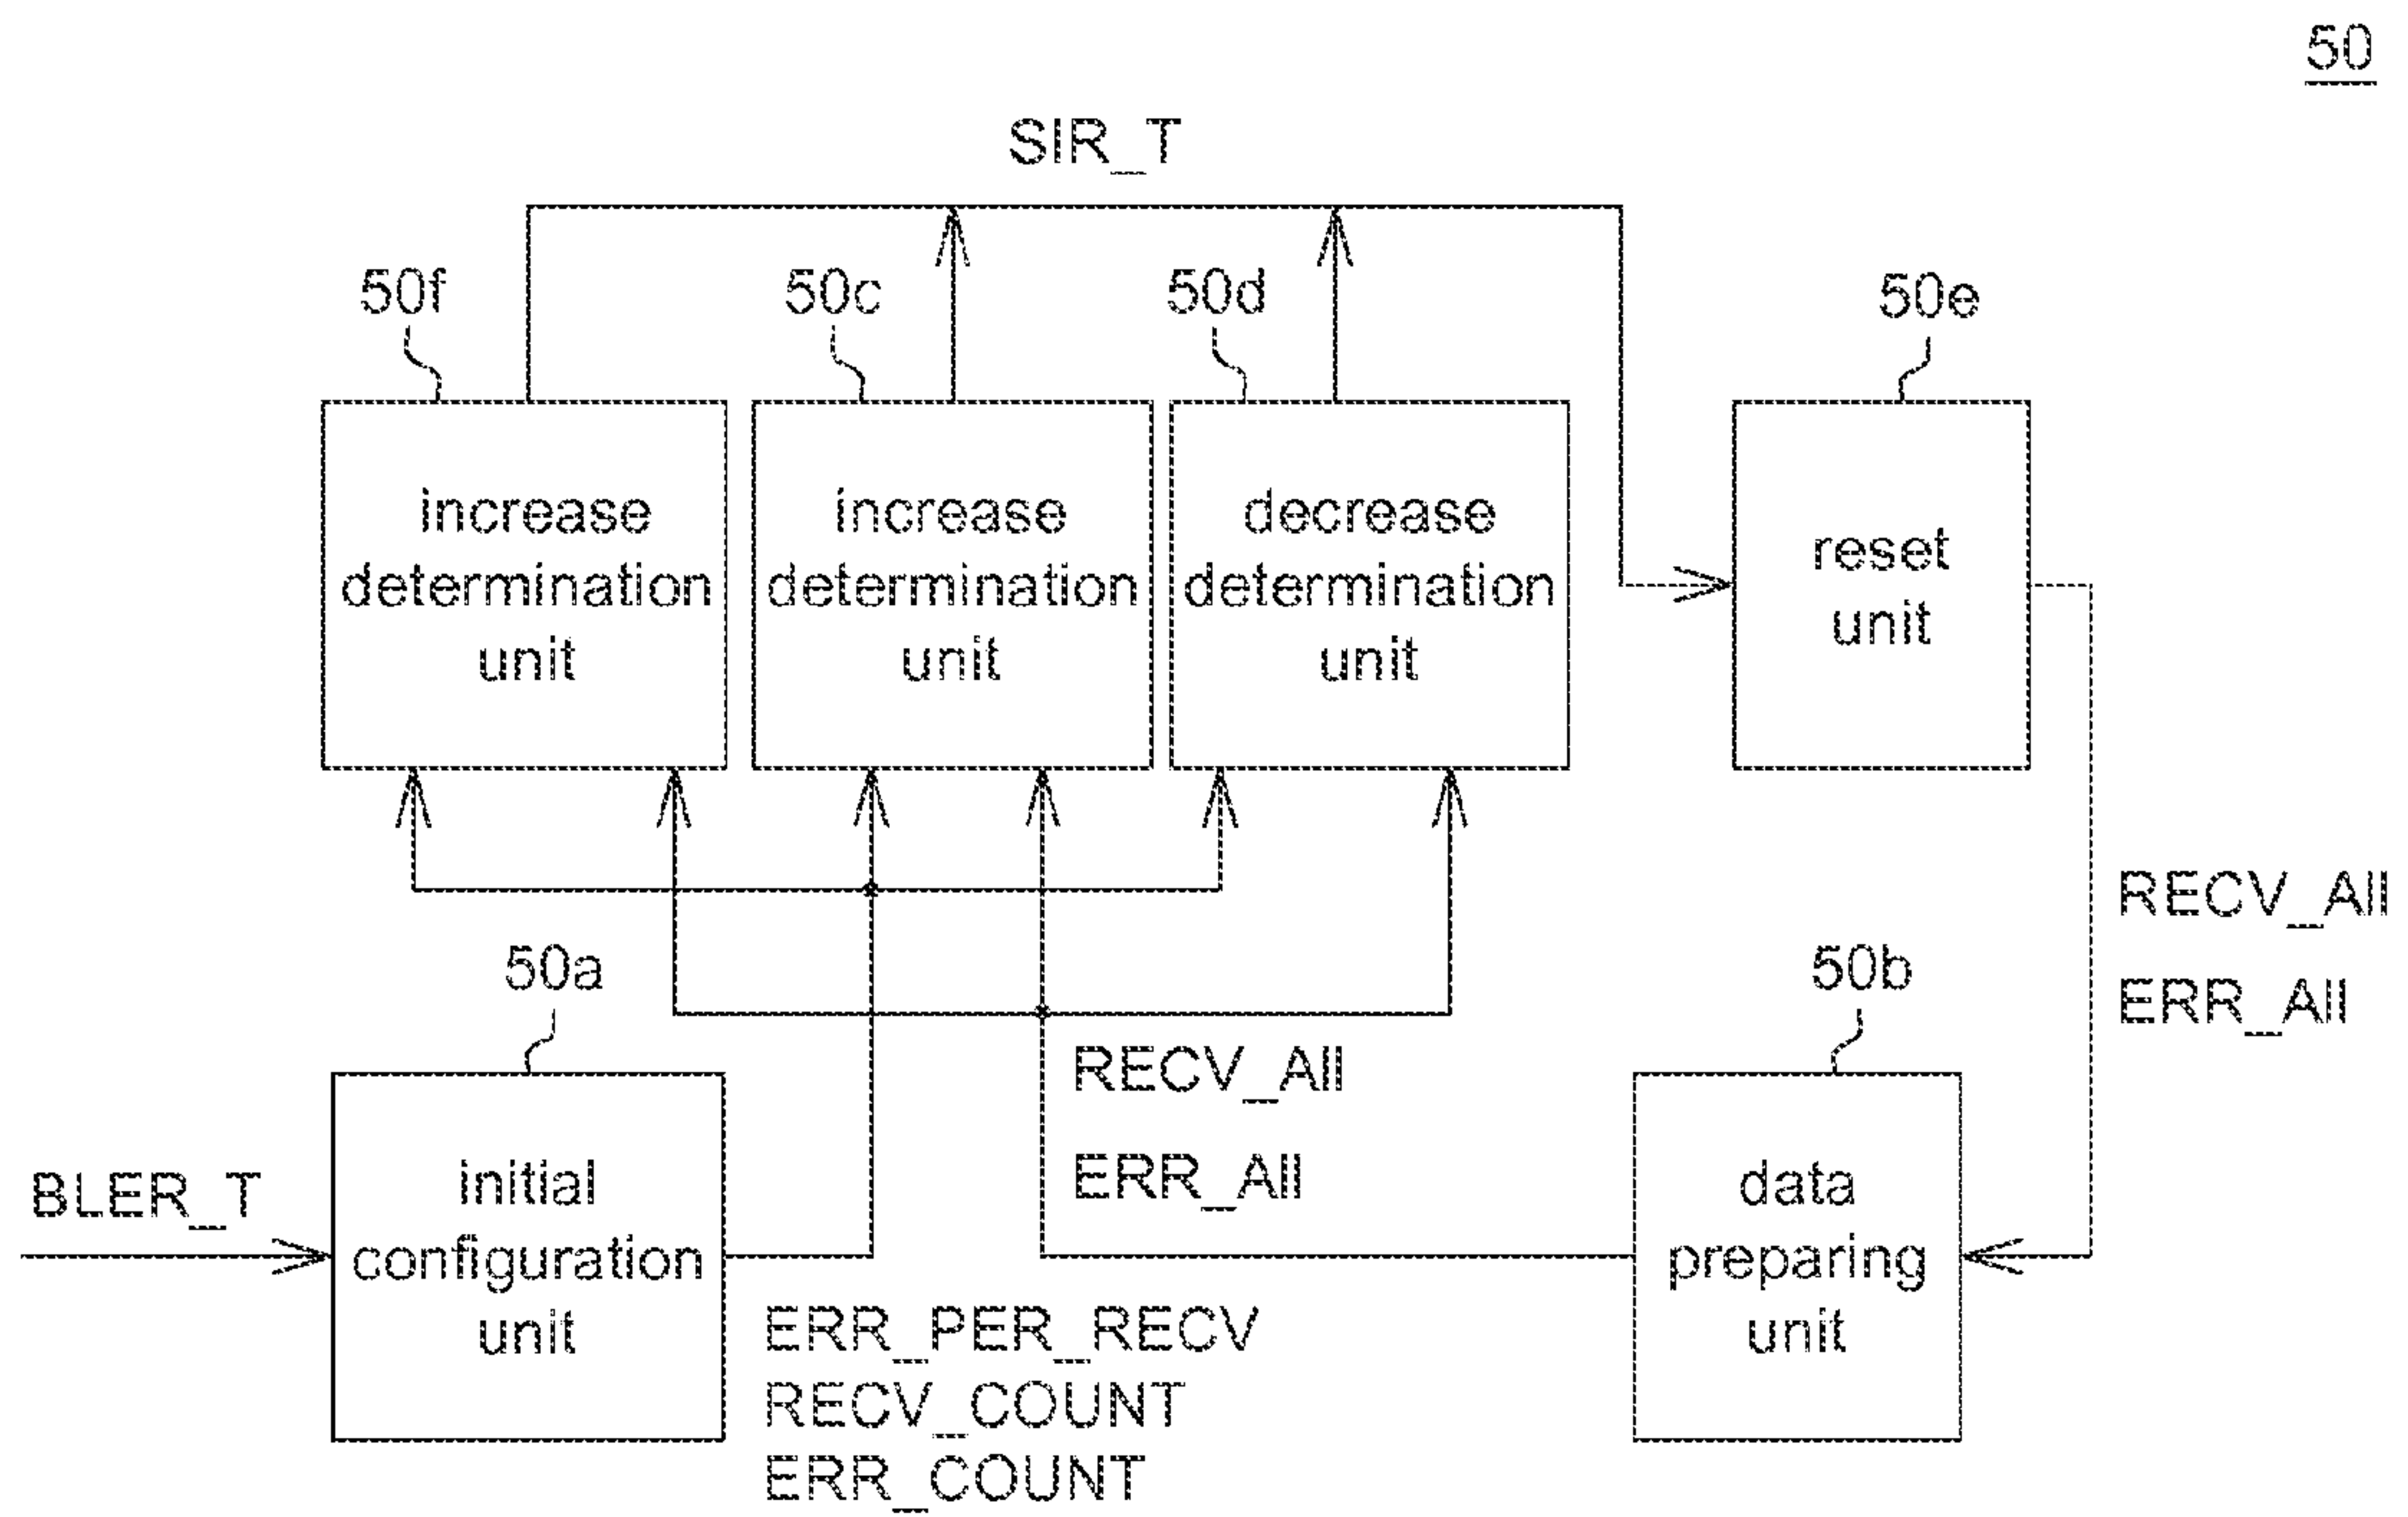 50
SIR_T
50f
50c
50d
50e
increase
determination
unit
increase
determination
unit
decrease
determination
unit
reset
unit
RECV_All
ERR_All
50a
50b
RECV_All
ERR_All
BLER_T
initial
configuration
unit
data
preparing
unit
ERR_PER_RECV
RECV_COUNT
ERR_COUNT